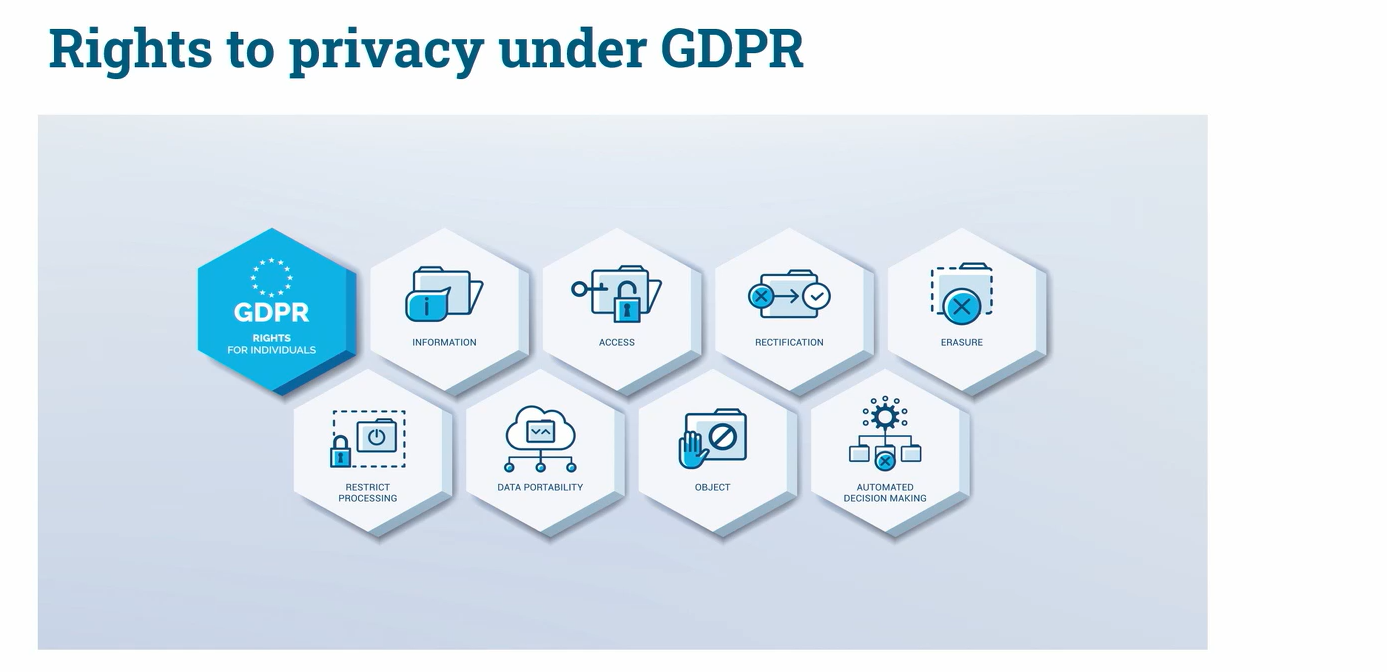 Rights to privacy under GDPR
GDPR
RIGHTS
FOR INDIVIDUALS
i
INFORMATION
ACCESS
RECTIFICATION
ERASURE
RESTRICT
PROCESSING
DATA PORTABILITY
OBJECT
AUTOMATED
DECISION MAKING